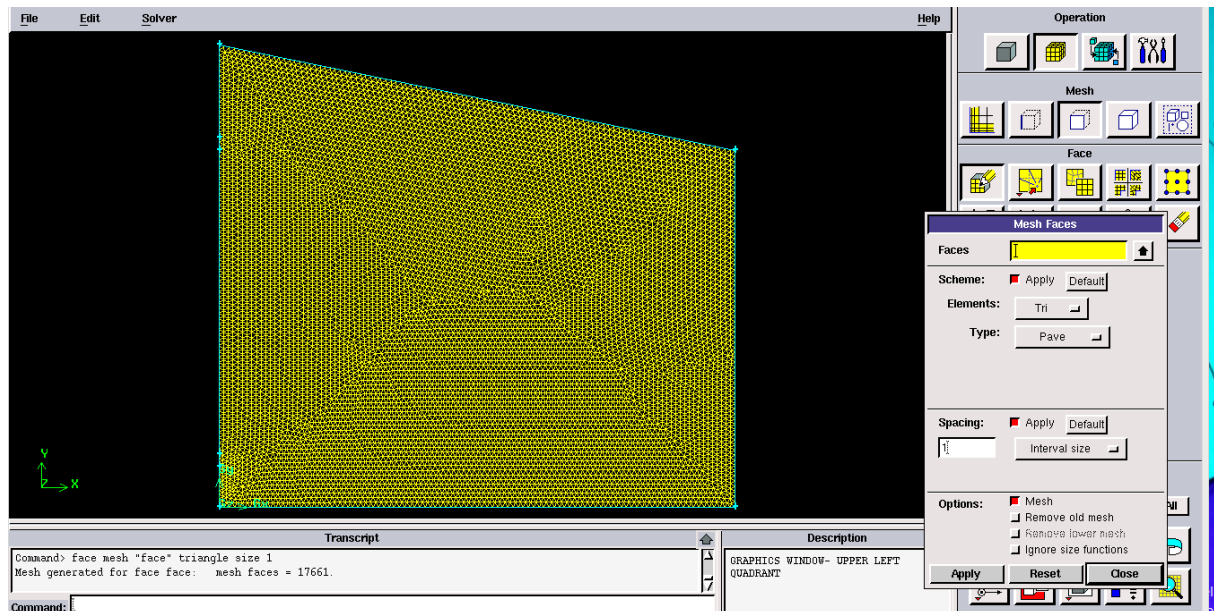 File Edit Solver Help
Operation
Mesh
Face
Mesh Faces
Faces
Scheme: Apply Default
Elements: Tri
Type: Pave
Spacing: Apply Default
1 Interval size
Options: Mesh
Remove old mesh
Remove lower mesh
Ignore size functions
Apply Reset Close
All
Y
Z X
Transcript
Command> face mesh "face" triangle size 1
Mesh generated for face face: mesh faces = 17661.
Command:
Description
GRAPHICS WINDOW- UPPER LEFT
QUADRANT